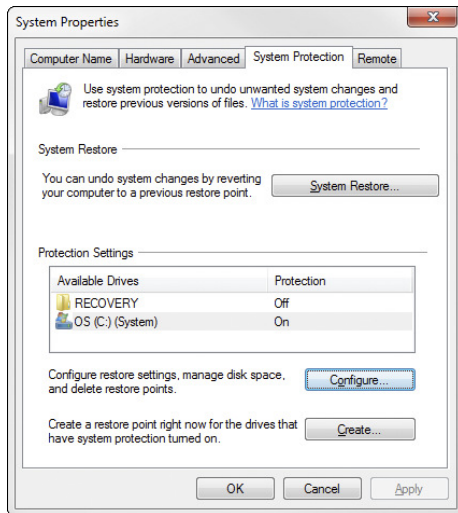 System Properties
Computer Name Hardware Advanced System Protection Remote
Use system protection to undo unwanted system changes and
restore previous versions of files. What is system protection?
System Restore
You can undo system changes by reverting
your computer to a previous restore point.
System Restore...
Protection Settings
Available Drives Protection
RECOVERY Off
OS (C:) (System) On
Configure restore settings, manage disk space,
and delete restore points.
Configure...
Create a restore point right now for the drives that
have system protection turned on.
Create...
OK Cancel Apply